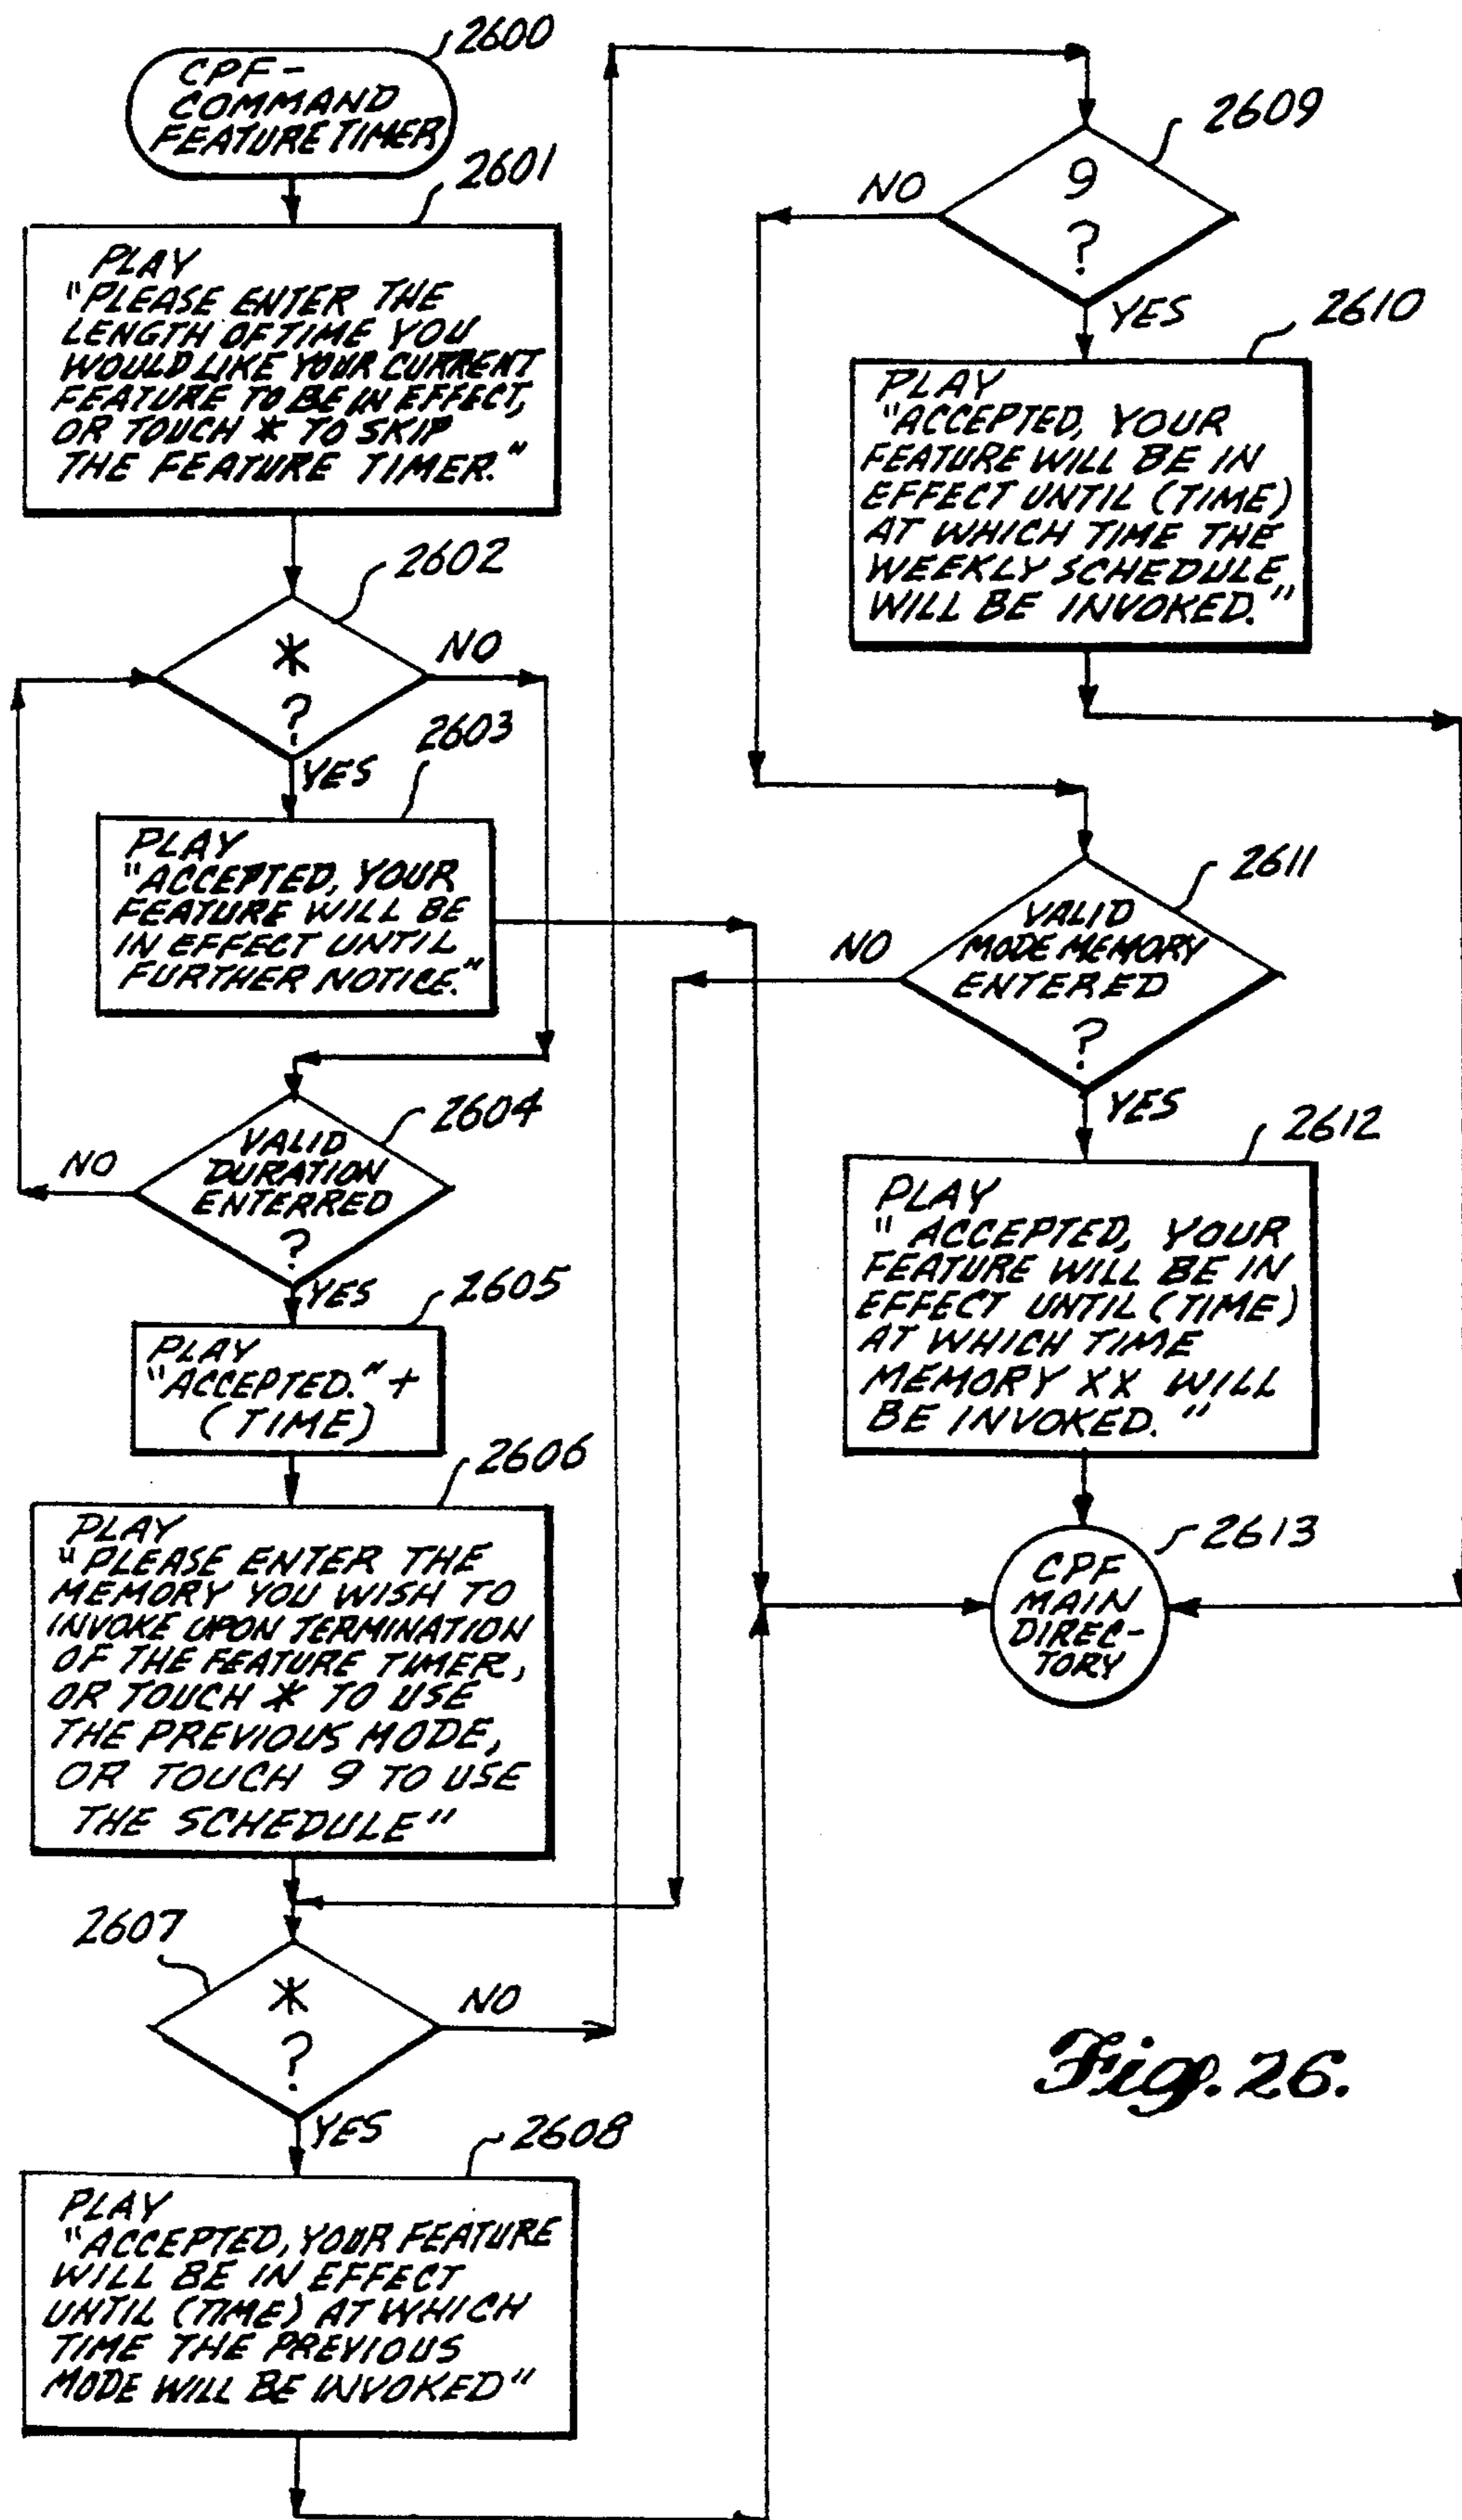 2600
CPF-
COMMAND
FEATURE TIMER
2601
PLAY
"PLEASE ENTER THE
LENGTH OF TIME YOU
WOULD LIKE YOUR CURRENT
FEATURE TO BE IN EFFECT,
OR TOUCH * TO SKIP
THE FEATURE TIMER."
2602
*
?
NO
YES
2603
PLAY
"ACCEPTED, YOUR
FEATURE WILL BE
IN EFFECT UNTIL
FURTHER NOTICE."
2604
VALID
DURATION
ENTERRED
?
NO
YES
2605
PLAY
"ACCEPTED." +
(TIME)
2606
PLAY
"PLEASE ENTER THE
MEMORY YOU WISH TO
INVOKE UPON TERMINATION
OF THE FEATURE TIMER,
OR TOUCH * TO USE
THE PREVIOUS MODE,
OR TOUCH 9 TO USE
THE SCHEDULE"
2607
*
?
NO
YES
2608
PLAY
"ACCEPTED, YOUR FEATURE
WILL BE IN EFFECT
UNTIL (TIME) AT WHICH
TIME THE PREVIOUS
MODE WILL BE INVOKED"
2609
9
?
NO
YES
2610
PLAY
"ACCEPTED, YOUR
FEATURE WILL BE IN
EFFECT UNTIL (TIME)
AT WHICH TIME THE
WEEKLY SCHEDULE
WILL BE INVOKED."
2611
VALID
MODE MEMORY
ENTERED
?
NO
YES
2612
PLAY
" ACCEPTED, YOUR
FEATURE WILL BE IN
EFFECT UNTIL (TIME)
AT WHICH TIME
MEMORY XX WILL
BE INVOKED."
2613
CPF
MAIN
DIREC-
TORY
Fig. 26.